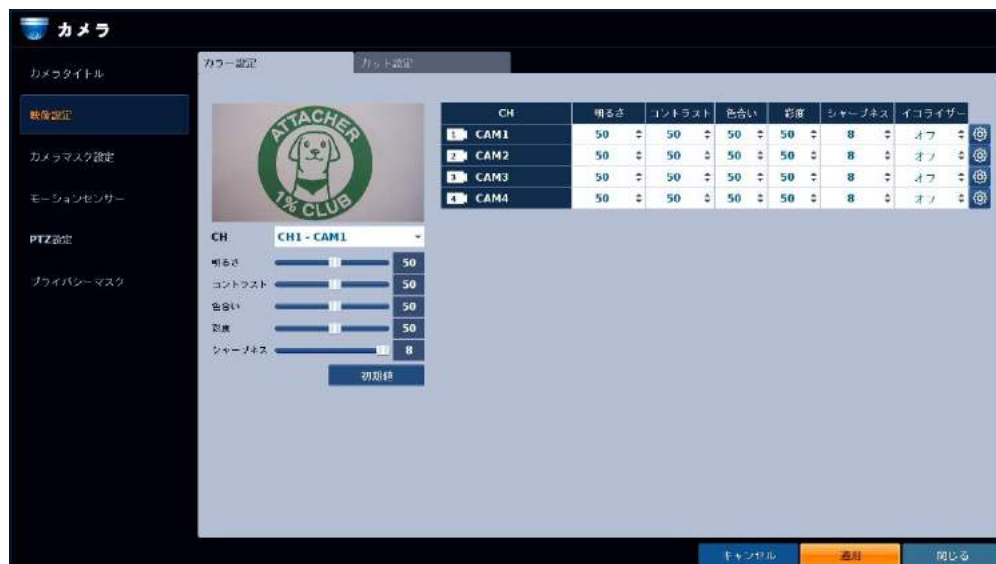 カメラ
カメラタイトル
映像設定
カメラマスク設定
モーションセンサー
PTZ設定
プライバシーマスク
カラー設定 カット設定
ATTACHER
1% CLUB
CH CH1 - CAM1
明るさ 50
コントラスト 50
色合い 50
彩度 50
シャープネス 8
初期値
CH 明るさ コントラスト 色合い 彩度 シャープネス イコライザー
1 CAM1 50 50 50 50 8 オフ
2 CAM2 50 50 50 50 8 オフ
3 CAM3 50 50 50 50 8 オフ
4 CAM4 50 50 50 50 8 オフ
キャンセル 適用 閉じる